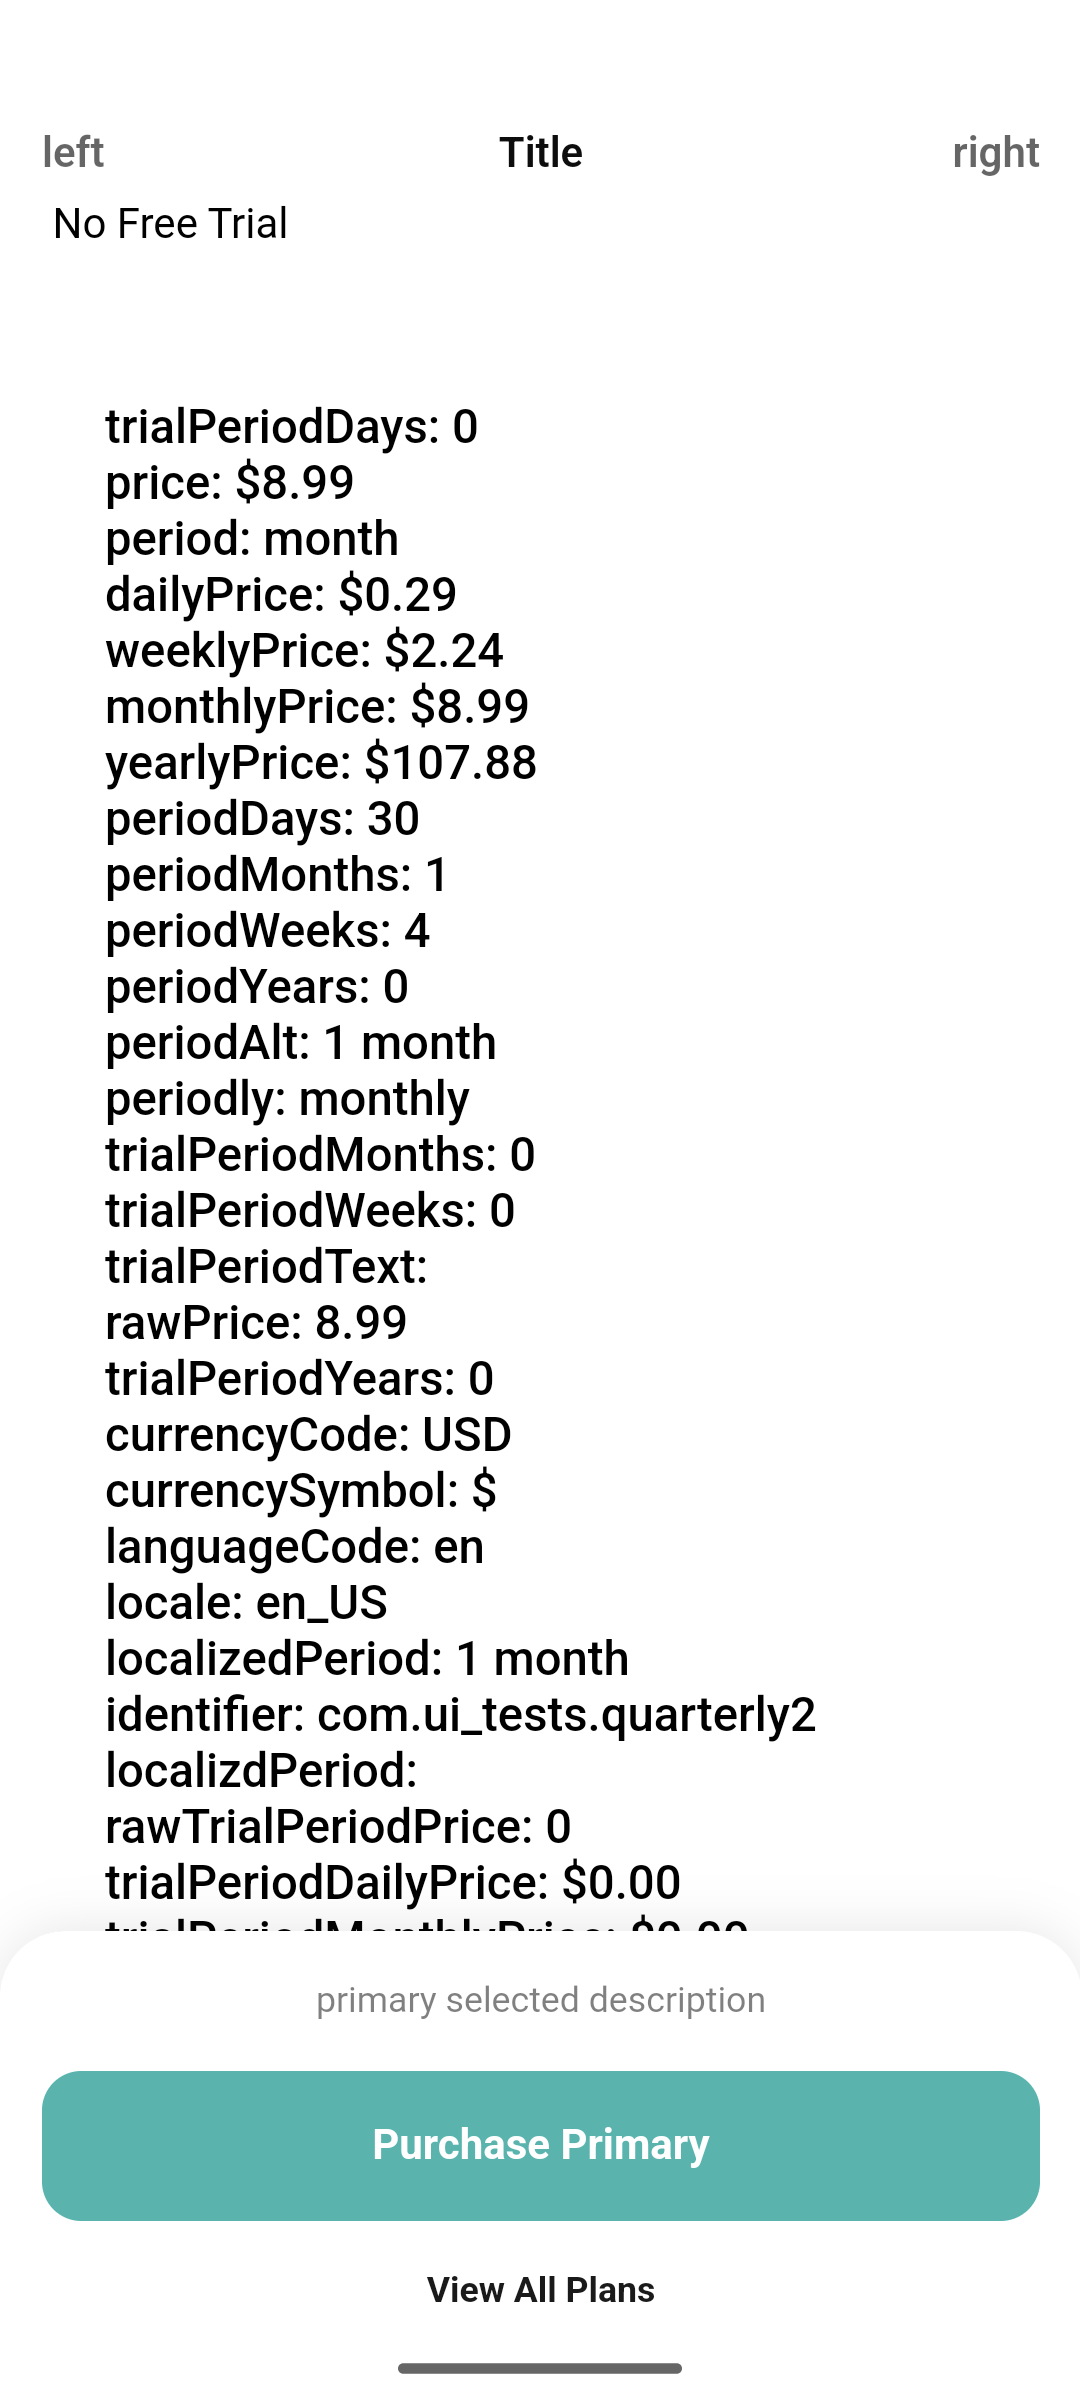 left Title right
No Free Trial
trialPeriodDays: 0
price: $8.99
period: month
dailyPrice: $0.29
weeklyPrice: $2.24
monthlyPrice: $8.99
yearlyPrice: $107.88
periodDays: 30
periodMonths: 1
periodWeeks: 4
periodYears: 0
periodAlt: 1 month
periodly: monthly
trialPeriodMonths: 0
trialPeriodWeeks: 0
trialPeriodText:
rawPrice: 8.99
trialPeriodYears: 0
currencyCode: USD
currencySymbol: $
languageCode: en
locale: en_US
localizedPeriod: 1 month
identifier: com.ui_tests.quarterly2
localizdPeriod:
rawTrialPeriodPrice: 0
trialPeriodDailyPrice: $0.00
trialPeriodMonthlyPrice: $0.00
primary selected description
Purchase Primary
View All Plans